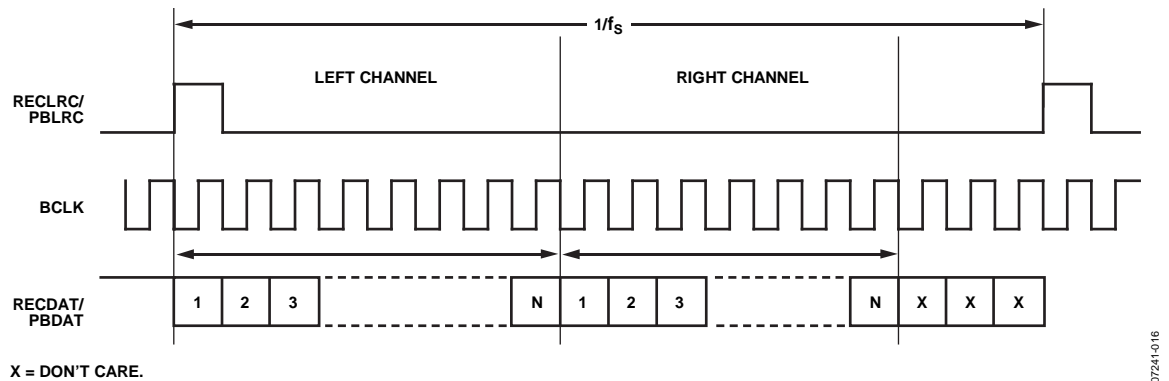 1/fS
LEFT CHANNEL
RIGHT CHANNEL
RECLRC/
PBLRC
BCLK
RECDAT/
PBDAT
1 2 3 N 1 2 3 N X X X
X = DON'T CARE.
07241-016